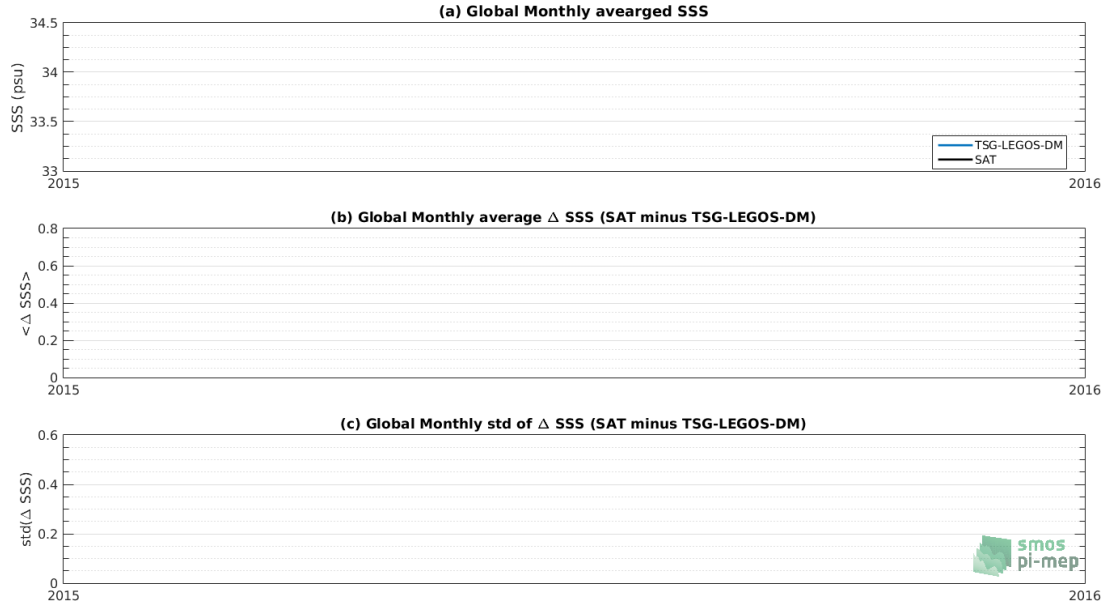 (a) Global Monthly avearged SSS
34.5
34
33.5
33
SSS (psu)
TSG-LEGOS-DM
SAT
2015
2016
(b) Global Monthly average Δ SSS (SAT minus TSG-LEGOS-DM)
0.8
0.6
0.4
0.2
0
<Δ SSS>
2015
2016
(c) Global Monthly std of Δ SSS (SAT minus TSG-LEGOS-DM)
0.6
0.4
0.2
0
std(Δ SSS)
smos
pi-mep
2015
2016